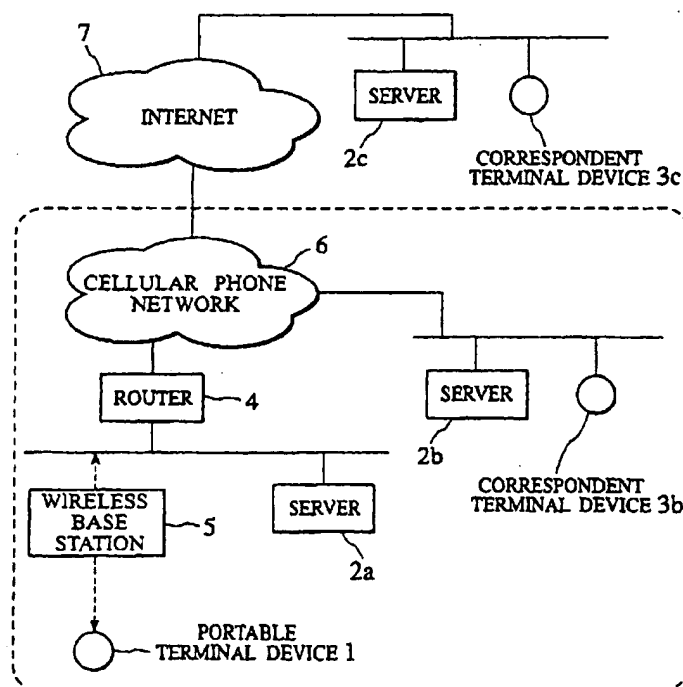 7
INTERNET
SERVER
2c
CORRESPONDENT
TERMINAL DEVICE 3c
6
CELLULAR PHONE
NETWORK
ROUTER
4
SERVER
2b
CORRESPONDENT
TERMINAL DEVICE 3b
WIRELESS
BASE
STATION
5
SERVER
2a
PORTABLE
TERMINAL DEVICE 1